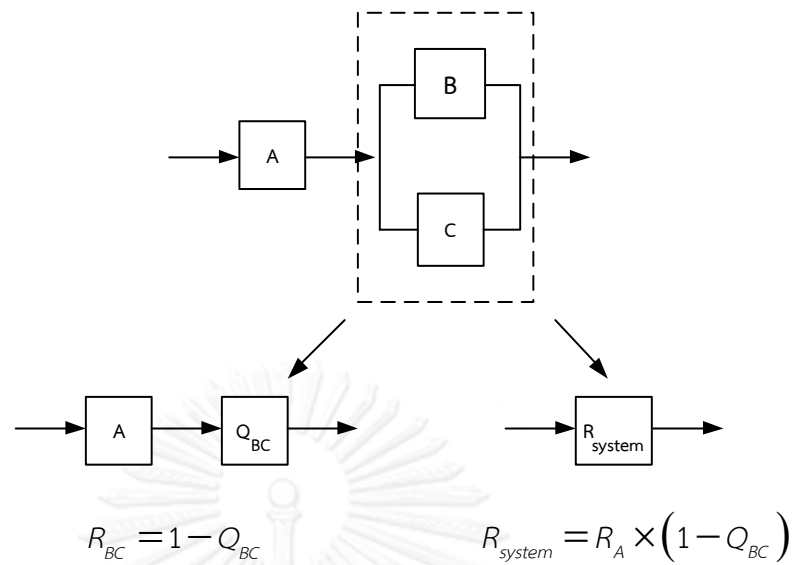 B
A
C
A
Q_BC
R_system
R_BC = 1 − Q_BC
R_system = R_A × (1 − Q_BC)